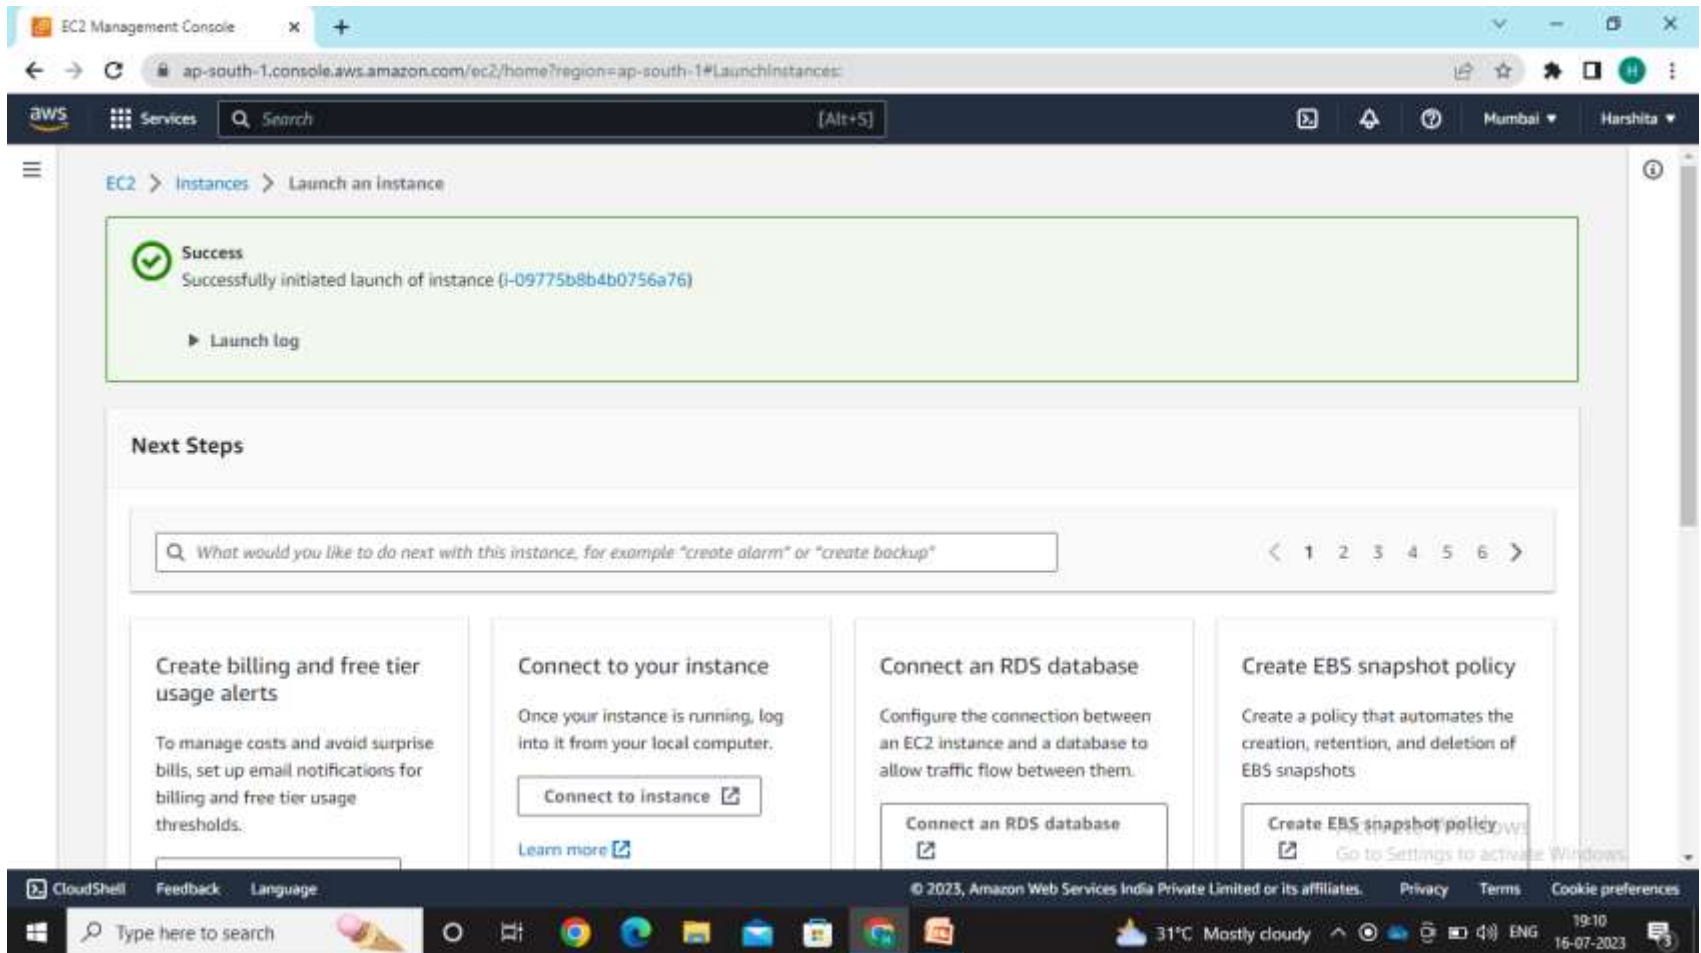 EC2 Management Console
ap-south-1.console.aws.amazon.com/ec2/home?region=ap-south-1#LaunchInstances:
H
aws
Services
Search
[Alt+S]
Mumbai
Harshita
EC2
Instances
Launch an instance
Success
Successfully initiated launch of instance (i-09775b8b4b0756a76)
Launch log
Next Steps
What would you like to do next with this instance, for example "create alarm" or "create backup"
1 2 3 4 5 6
Create billing and free tier
usage alerts
To manage costs and avoid surprise
bills, set up email notifications for
billing and free tier usage
thresholds.
Connect to your instance
Once your instance is running, log
into it from your local computer.
Connect to instance
Learn more
Connect an RDS database
Configure the connection between
an EC2 instance and a database to
allow traffic flow between them.
Connect an RDS database
Create EBS snapshot policy
Create a policy that automates the
creation, retention, and deletion of
EBS snapshots
Create EBS snapshot policy
Activate Windows
Go to Settings to activate Windows.
CloudShell
Feedback
Language
© 2023, Amazon Web Services India Private Limited or its affiliates.
Privacy
Terms
Cookie preferences
Type here to search
31°C Mostly cloudy
ENG
19:10
16-07-2023
3